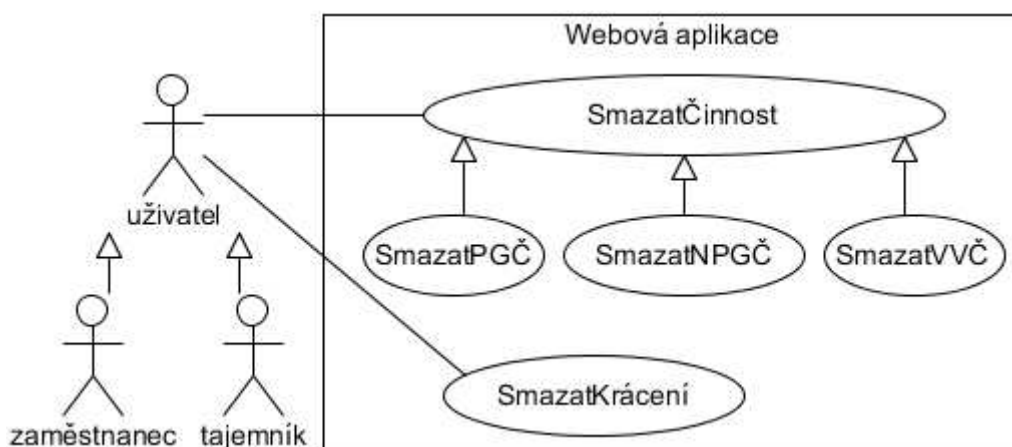 Webová aplikace
SmazatČinnost
uživatel
SmazatPGČ
SmazatNPGČ
SmazatVVČ
SmazatKrácení
zaměstnanec
tajemník